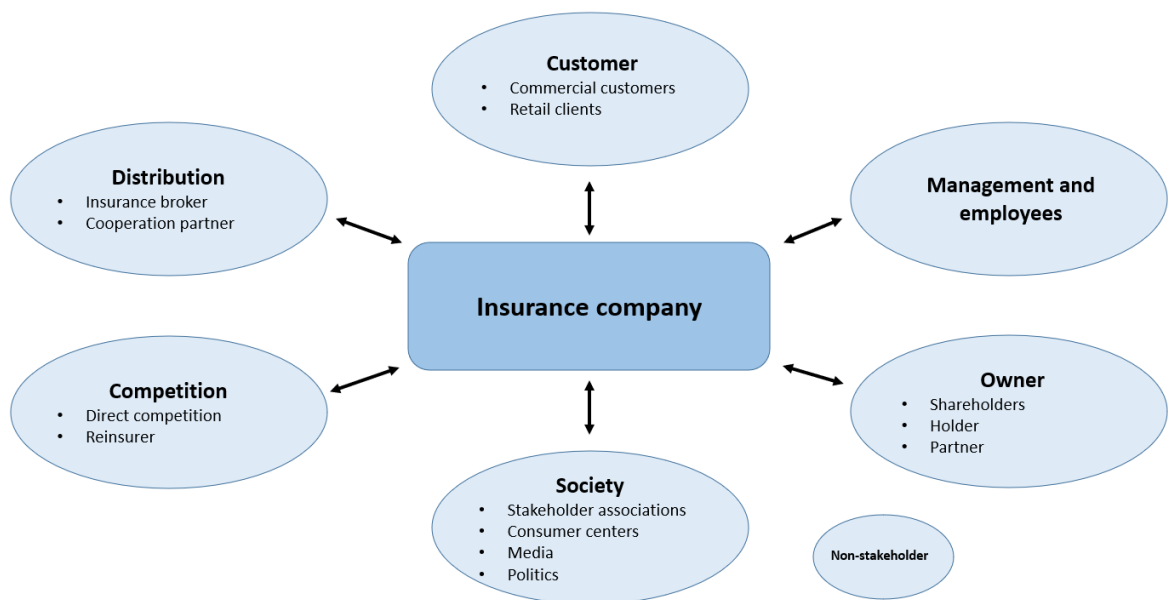 Customer
• Commercial customers
• Retail clients
Distribution
• Insurance broker
• Cooperation partner
Management and
employees
Insurance company
Competition
• Direct competition
• Reinsurer
Owner
• Shareholders
• Holder
• Partner
Society
• Stakeholder associations
• Consumer centers
• Media
• Politics
Non-stakeholder